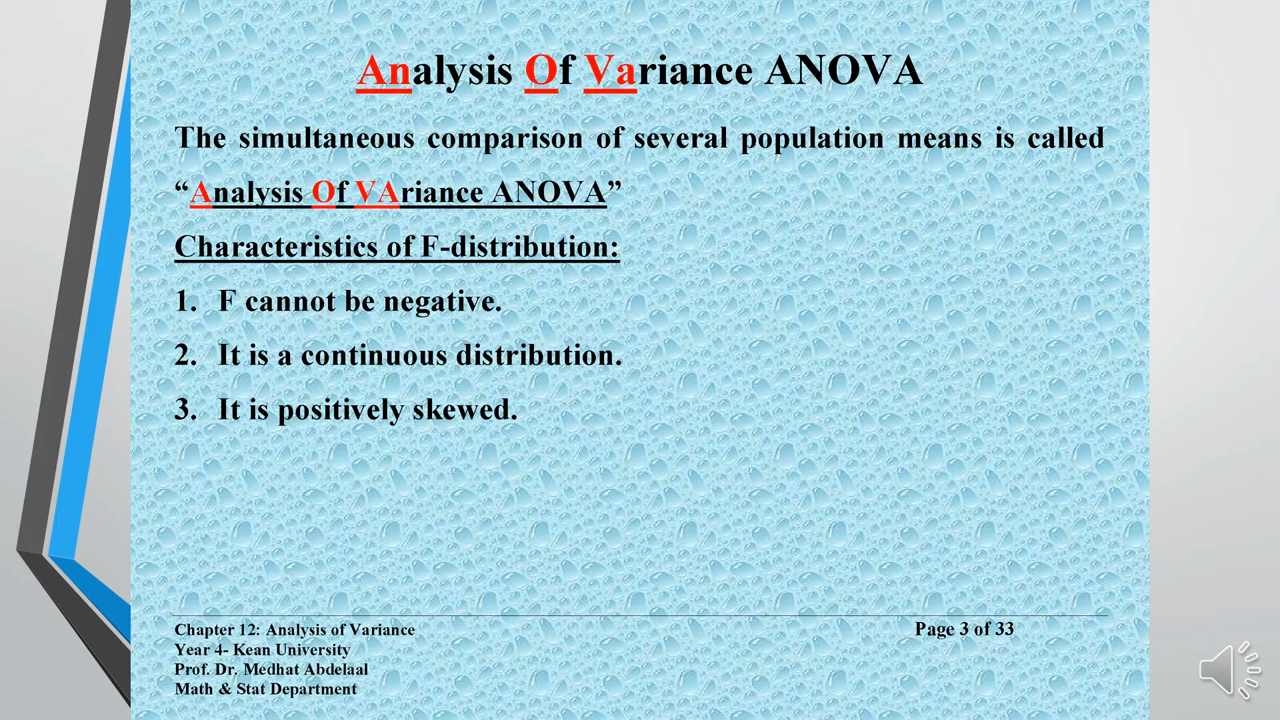 Analysis Of Variance ANOVA
The simultaneous comparison of several population means is called
“Analysis Of VAriance ANOVA”
Characteristics of F-distribution:
1. F cannot be negative.
2. It is a continuous distribution.
3. It is positively skewed.
Chapter 12: Analysis of Variance
Page 3 of 33
Year 4- Kean University
Prof. Dr. Medhat Abdelaal
Math & Stat Department